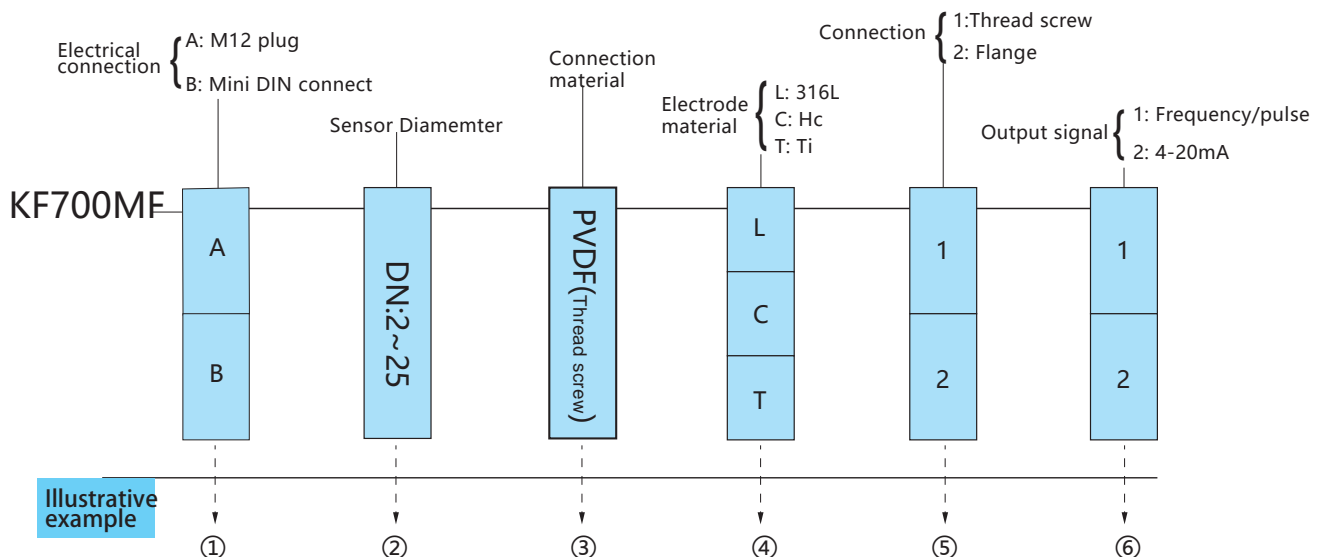 Electrical
connection
A: M12 plug
B: Mini DIN connect
Sensor Diamemter
Connection
material
Electrode
material
L: 316L
C: Hc
T: Ti
Connection
1:Thread screw
2: Flange
Output signal
1: Frequency/pulse
2: 4-20mA
KF700MF
A
B
DN:2~25
PVDF(Thread screw)
L
C
T
1
2
1
2
Illustrative
example
①
②
③
④
⑤
⑥